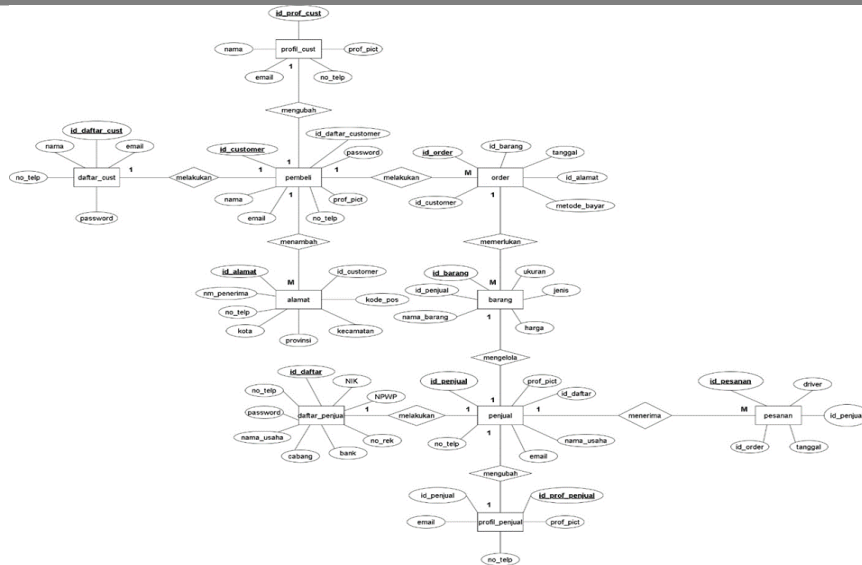 id_prof_cust
nama
profil_cust
prof_pict
1
email
no_telp
mengubah
id_daftar_cust
nama
email
no_telp
daftar_cust
password
1
melakukan
1
id_customer
id_daftar_customer
1
password
pembeli
1
nama
email
no_telp
prof_pict
1
melakukan
M
id_order
id_barang
tanggal
order
id_alamat
id_customer
metode_bayar
1
menambah
memerlukan
id_alamat
M
id_customer
nm_penerima
alamat
kode_pos
no_telp
kota
provinsi
kecamatan
id_barang
M
ukuran
id_penjual
barang
jenis
nama_barang
1
harga
mengelola
id_daftar
NIK
no_telp
NPWP
password
daftar_penjual
nama_usaha
no_rek
cabang
bank
1
melakukan
1
id_penjual
1
prof_pict
id_daftar
penjual
1
no_telp
1
email
nama_usaha
menerima
M
id_pesanan
driver
pesanan
id_penjual
id_order
tanggal
mengubah
id_penjual
1
id_prof_penjual
email
profil_penjual
prof_pict
no_telp